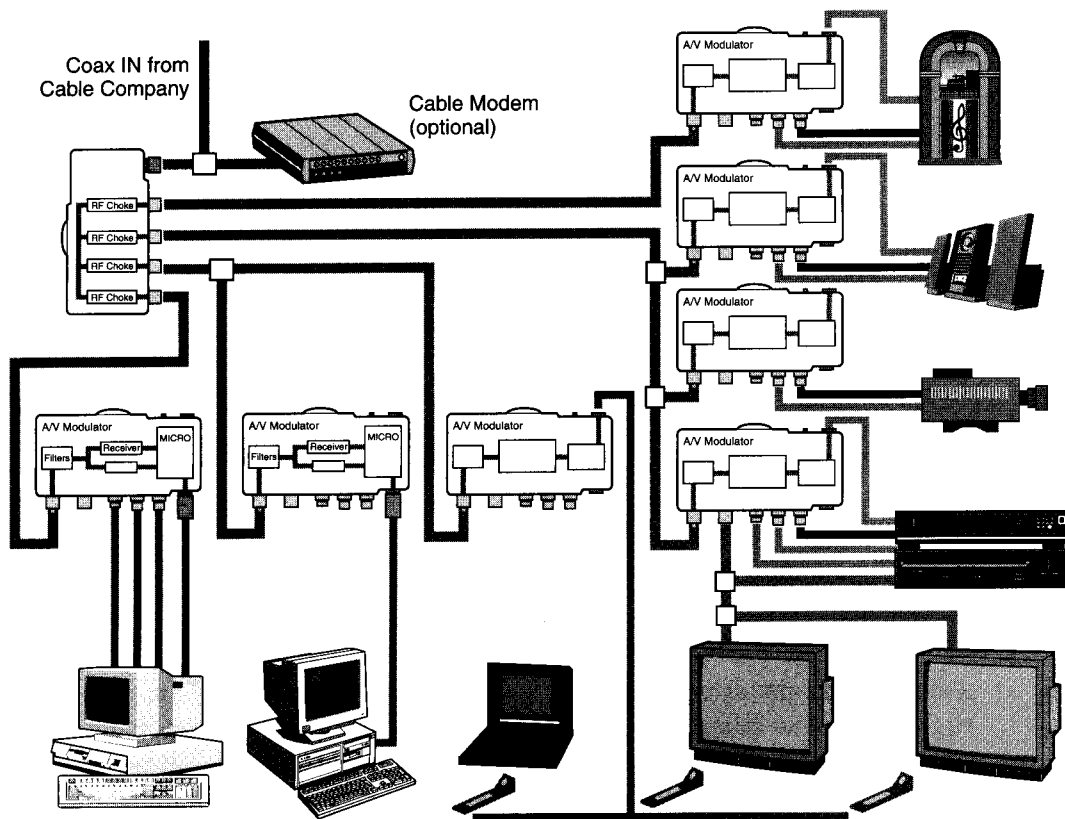 Coax IN from
Cable Company
Cable Modem
(optional)
RF Choke
RF Choke
RF Choke
RF Choke
A/V Modulator
A/V Modulator
A/V Modulator
A/V Modulator
A/V Modulator
Filters
Receiver
MICRO
A/V Modulator
Filters
Receiver
MICRO
A/V Modulator